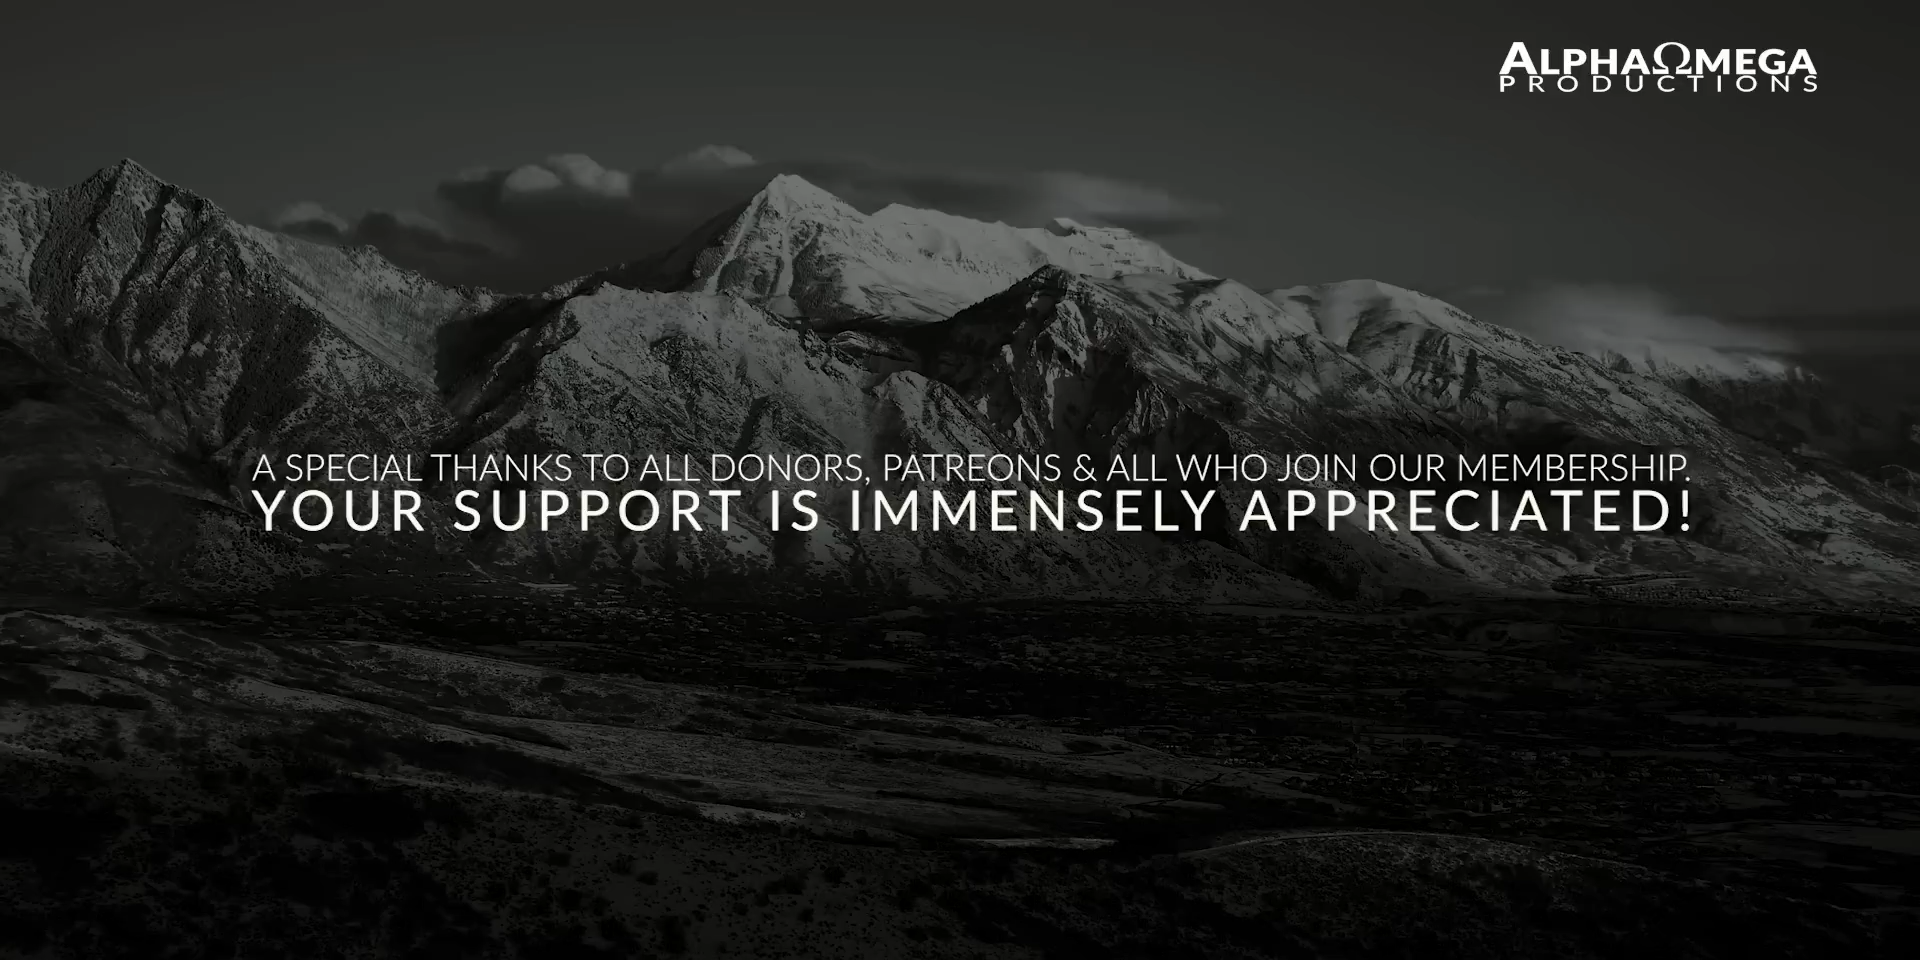 ALPHAΩMEGA
PRODUCTIONS
A SPECIAL THANKS TO ALL DONORS, PATREONS & ALL WHO JOIN OUR MEMBERSHIP.
YOUR SUPPORT IS IMMENSELY APPRECIATED!